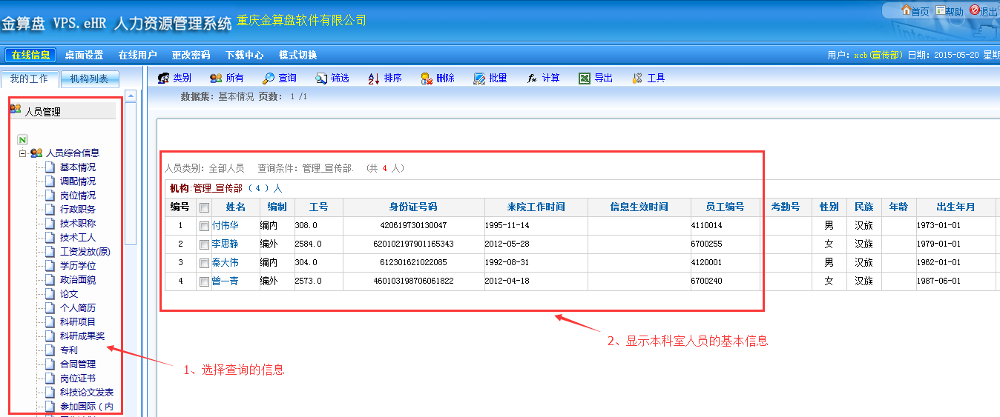 首页 帮助 退出
金算盘 VPS.eHR 人力资源管理系统 重庆金算盘软件有限公司
在线信息 桌面设置 在线用户 更改密码 下载中心 模式切换 用户: xcb(宣传部) 日期: 2015-05-20 星期
我的工作 机构列表 类别 所有 查询 筛选 排序 删除 批量 计算 导出 工具
数据集: 基本情况 页数: 1 /1
人员管理
N
人员综合信息
基本情况
调配情况
岗位情况
行政职务
技术职称
技术工人
工资发放(原)
学历学位
政治面貌
论文
个人简历
科研项目
科研成果奖
专利
合同管理
岗位证书
科技论文发表
参加国际（内
人员类别: 全部人员 查询条件: 管理_宣传部. (共 4 人)
机构:管理_宣传部 ( 4 ) 人
编号 姓名 编制 工号 身份证号码 来院工作时间 信息生效时间 员工编号 考勤号 性别 民族 年龄 出生年月
1 付伟华 编内 308.0 420619730130047 1995-11-14 4110014 男 汉族 1973-01-01
2 李思静 编外 2584.0 620102197901165343 2012-05-28 6700255 女 汉族 1979-01-01
3 秦大伟 编内 304.0 612301621022085 1992-08-31 4120001 男 汉族 1962-01-01
4 曾一青 编外 2573.0 460103198706061822 2012-04-18 6700240 女 汉族 1987-06-01
2、显示本科室人员的基本信息
1、选择查询的信息